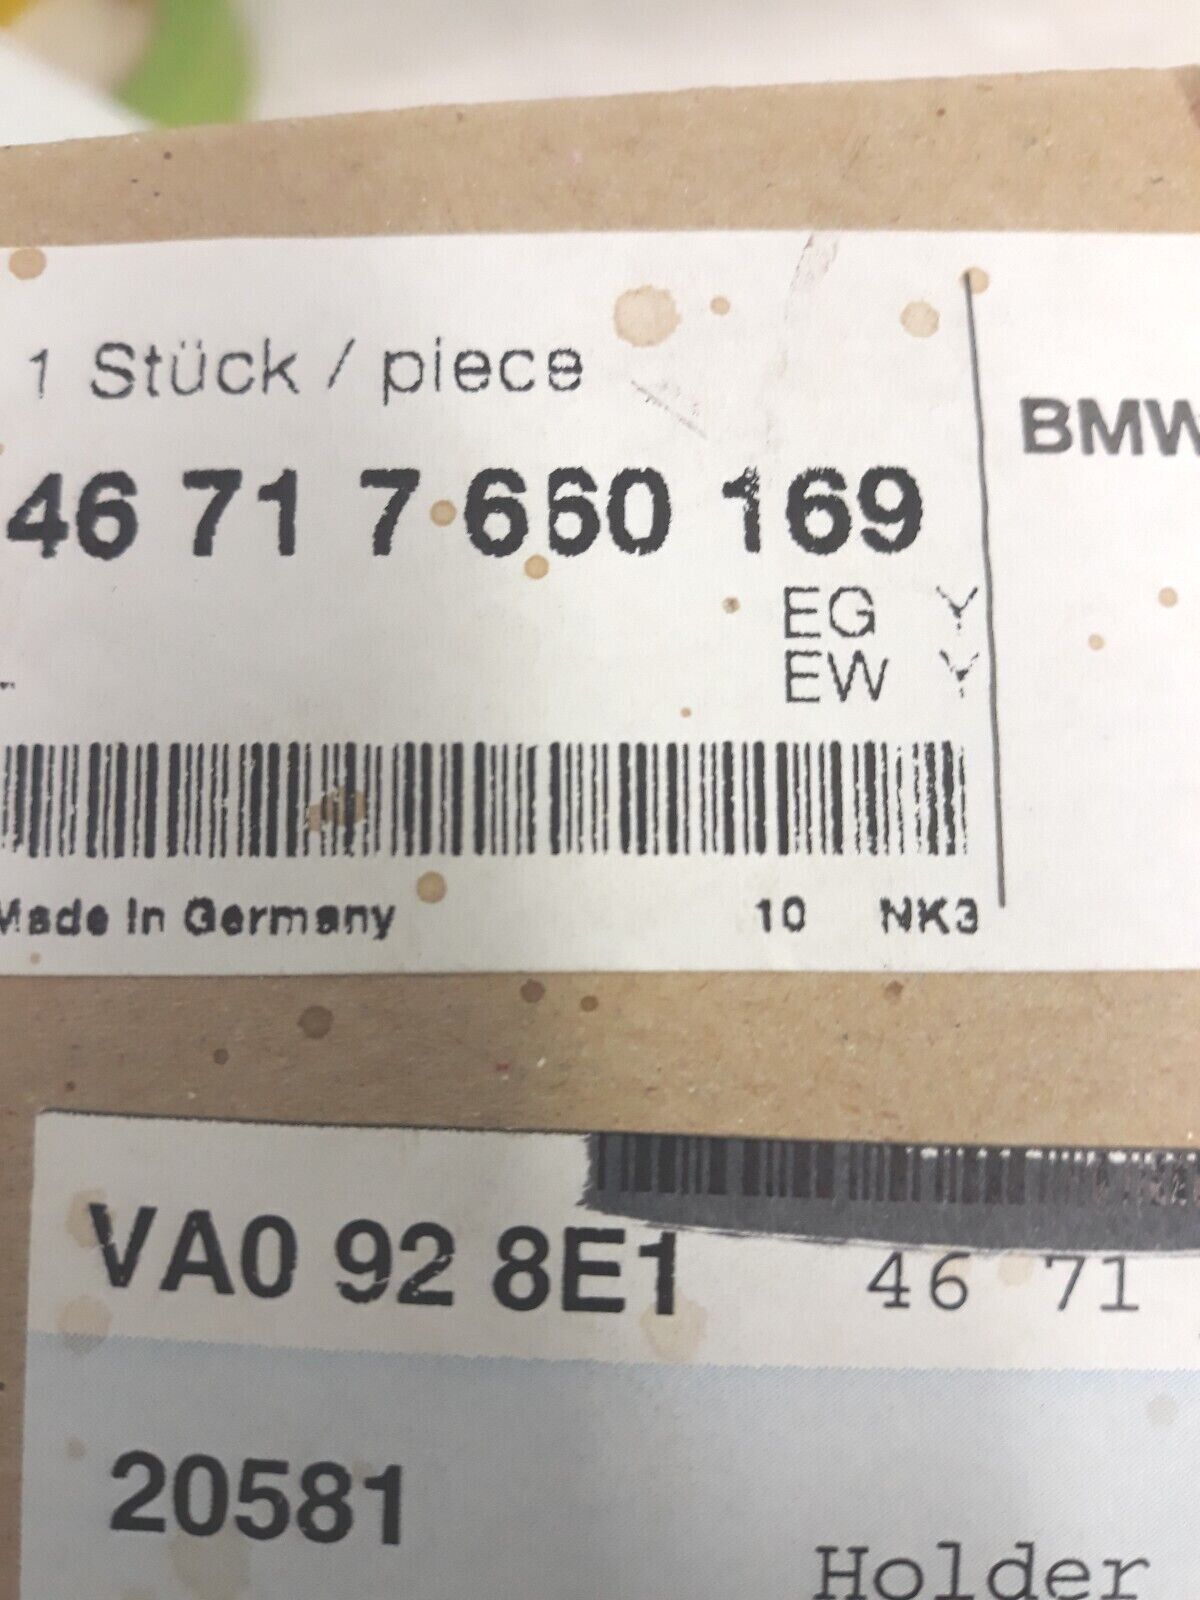 1 Stück / piece
BMW
46 71 7 660 169
EG Y
EW Y
Made In Germany 10 NK3
VA0 92 8E1 46 71
20581
Holder